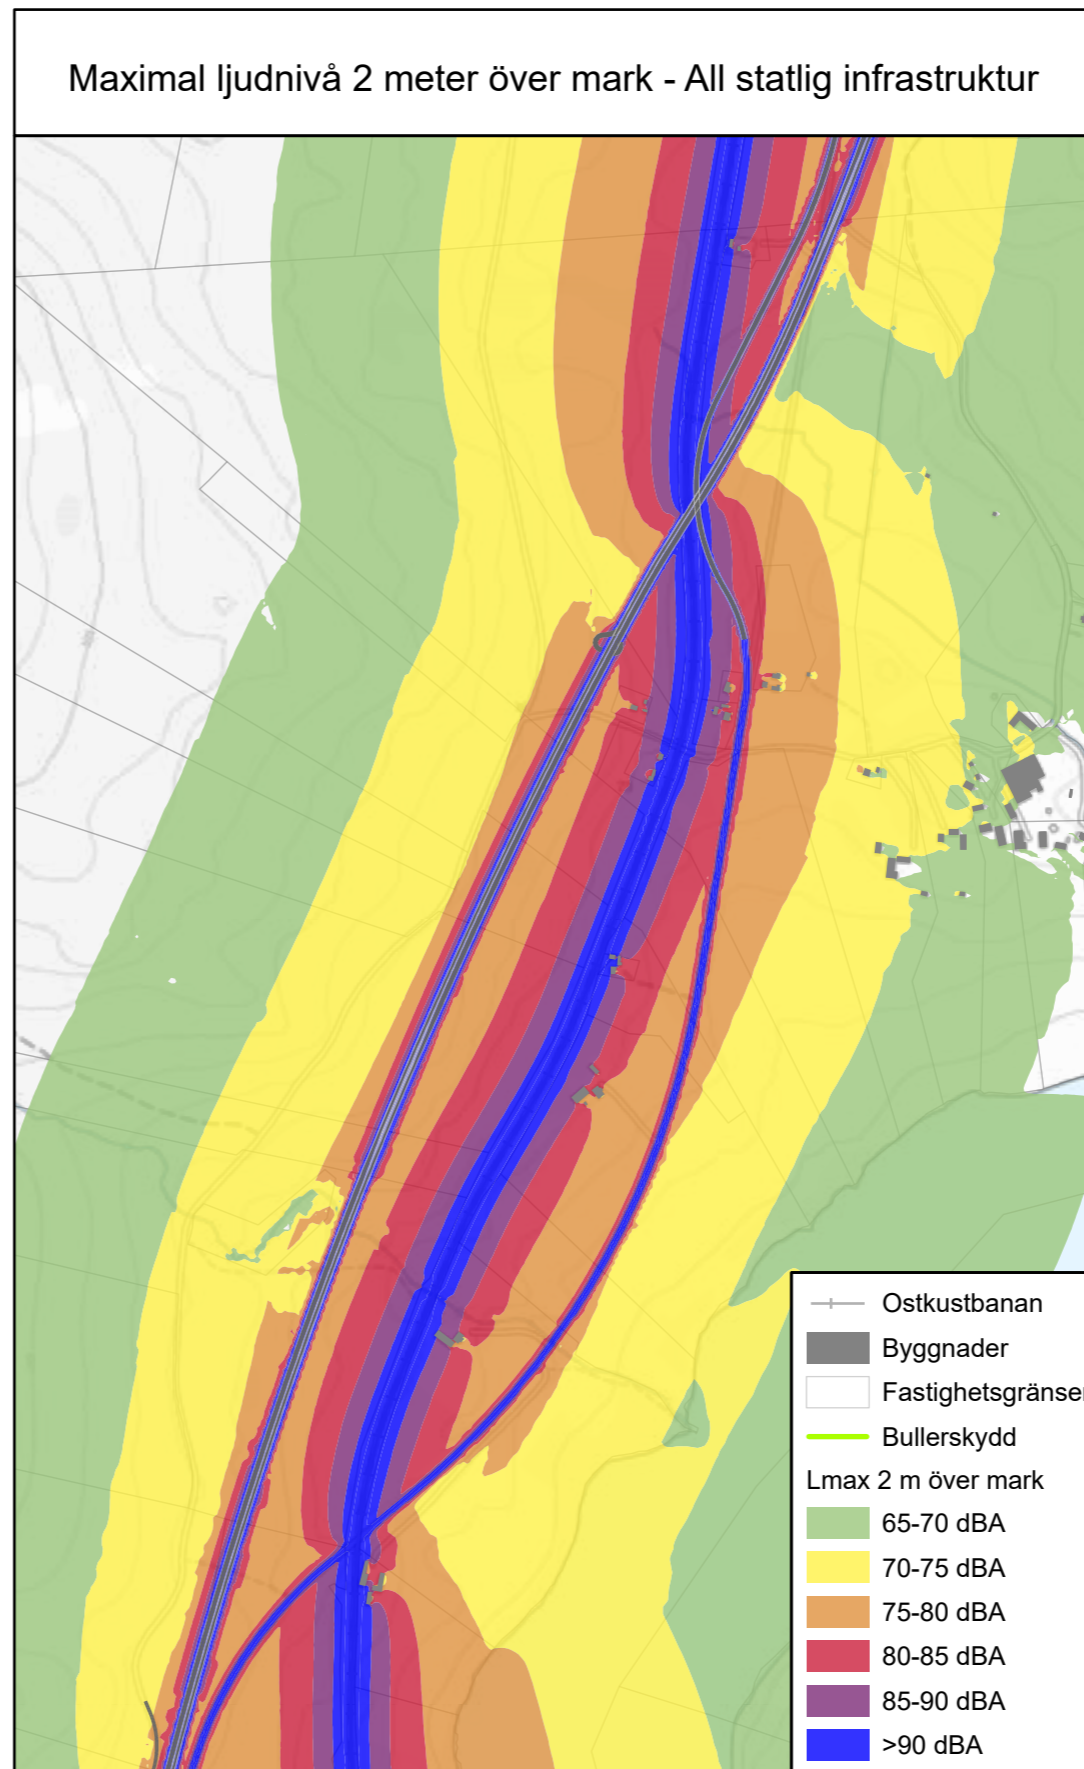 Maximal ljudnivå 2 meter över mark - All statlig infrastruktur
Ostkustbanan
Byggnader
Fastighetsgränser
Bullerskydd
Lmax 2 m över mark
65-70 dBA
70-75 dBA
75-80 dBA
80-85 dBA
85-90 dBA
>90 dBA